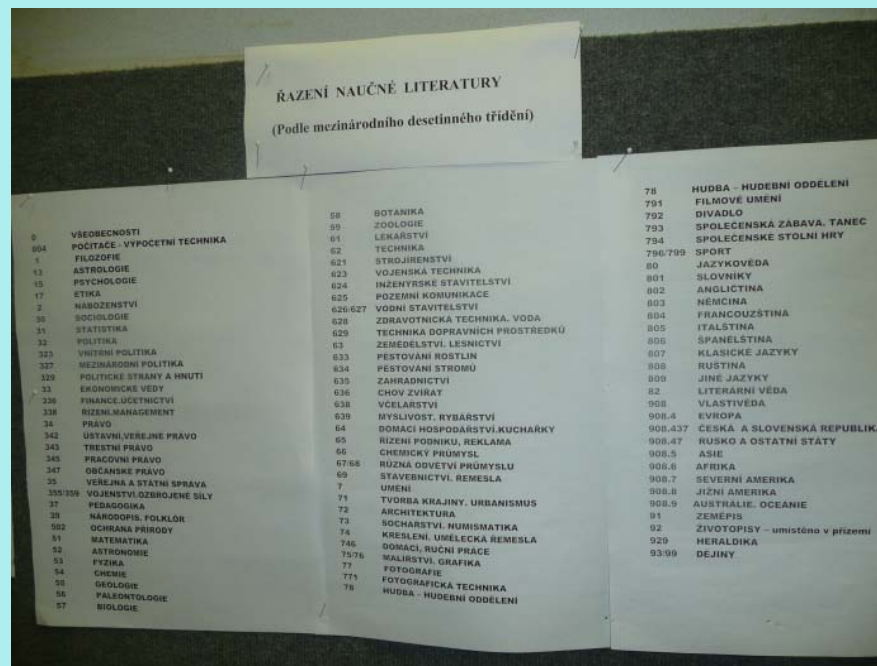 ŘAZENÍ NAUČNÉ LITERATURY
(Podle mezinárodního desetinného třídění)
0 VŠEOBECNOSTI
004 POČÍTAČE - VÝPOČETNÍ TECHNIKA
1 FILOZOFIE
13 ASTROLOGIE
15 PSYCHOLOGIE
17 ETIKA
2 NÁBOŽENSTVÍ
30 SOCIOLOGIE
31 STATISTIKA
32 POLITIKA
323 VNITŘNÍ POLITIKA
327 MEZINÁRODNÍ POLITIKA
329 POLITICKÉ STRANY A HNUTÍ
33 EKONOMICKÉ VĚDY
336 FINANCE.ÚČETNICTVÍ
338 ŘÍZENÍ.MANAGEMENT
34 PRÁVO
342 ÚSTAVNÍ,VEŘEJNÉ PRÁVO
343 TRESTNÍ PRÁVO
345 PRACOVNÍ PRÁVO
347 OBČANSKÉ PRÁVO
35 VEŘEJNÁ A STÁTNÍ SPRÁVA
355/359 VOJENSTVÍ.OZBROJENÉ SÍLY
37 PEDAGOGIKA
39 NÁRODOPIS. FOLKLÓR
502 OCHRANA PŘÍRODY
51 MATEMATIKA
52 ASTRONOMIE
53 FYZIKA
54 CHEMIE
55 GEOLOGIE
56 PALEONTOLOGIE
57 BIOLOGIE
58 BOTANIKA
59 ZOOLOGIE
61 LÉKAŘSTVÍ
62 TECHNIKA
621 STROJÍRENSTVÍ
623 VOJENSKÁ TECHNIKA
624 INŽENÝRSKÉ STAVITELSTVÍ
625 POZEMNÍ KOMUNIKACE
626/627 VODNÍ STAVITELSTVÍ
628 ZDRAVOTNICKÁ TECHNIKA. VODA
629 TECHNIKA DOPRAVNÍCH PROSTŘEDKŮ
63 ZEMĚDĚLSTVÍ. LESNICTVÍ
633 PĚSTOVÁNÍ ROSTLIN
634 PĚSTOVÁNÍ STROMŮ
635 ZAHRADNICTVÍ
636 CHOV ZVÍŘAT
638 VČELAŘSTVÍ
639 MYSLIVOST. RYBÁŘSTVÍ
64 DOMÁCÍ HOSPODÁŘSTVÍ.KUCHAŘKY
65 ŘÍZENÍ PODNIKU, REKLAMA
66 CHEMICKÝ PRŮMYSL
67/68 RŮZNÁ ODVĚTVÍ PRŮMYSLU
69 STAVEBNICTVÍ. ŘEMESLA
7 UMĚNÍ
71 TVORBA KRAJINY. URBANISMUS
72 ARCHITEKTURA
73 SOCHAŘSTVÍ. NUMISMATIKA
74 KRESLENÍ. UMĚLECKÁ ŘEMESLA
746 DOMÁCÍ, RUČNÍ PRÁCE
75/76 MALÍŘSTVÍ. GRAFIKA
77 FOTOGRAFIE
771 FOTOGRAFICKÁ TECHNIKA
78 HUDBA - HUDEBNÍ ODDĚLENÍ
78 HUDBA - HUDEBNÍ ODDĚLENÍ
791 FILMOVÉ UMĚNÍ
792 DIVADLO
793 SPOLEČENSKÁ ZÁBAVA. TANEC
794 SPOLEČENSKÉ STOLNÍ HRY
796/799 SPORT
80 JAZYKOVĚDA
801 SLOVNÍKY
802 ANGLIČTINA
803 NĚMČINA
804 FRANCOUZŠTINA
805 ITALŠTINA
806 ŠPANĚLŠTINA
807 KLASICKÉ JAZYKY
808 RUŠTINA
809 JINÉ JAZYKY
82 LITERÁRNÍ VĚDA
908 VLASTIVĚDA
908.4 EVROPA
908.437 ČESKÁ A SLOVENSKÁ REPUBLIKA
908.47 RUSKO A OSTATNÍ STÁTY
908.5 ASIE
908.6 AFRIKA
908.7 SEVERNÍ AMERIKA
908.8 JIŽNÍ AMERIKA
908.9 AUSTRÁLIE. OCEÁNIE
91 ZEMĚPIS
92 ŽIVOTOPISY – umístěno v přízemí
929 HERALDIKA
93/99 DĚJINY